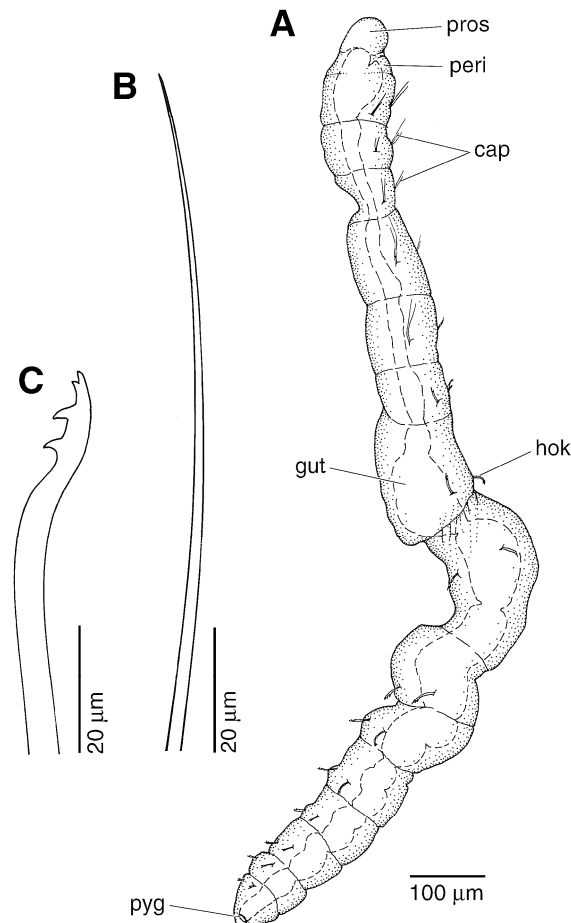 A
pros
peri
B
cap
C
hok
gut
20 μm
20 μm
pyg
100 μm